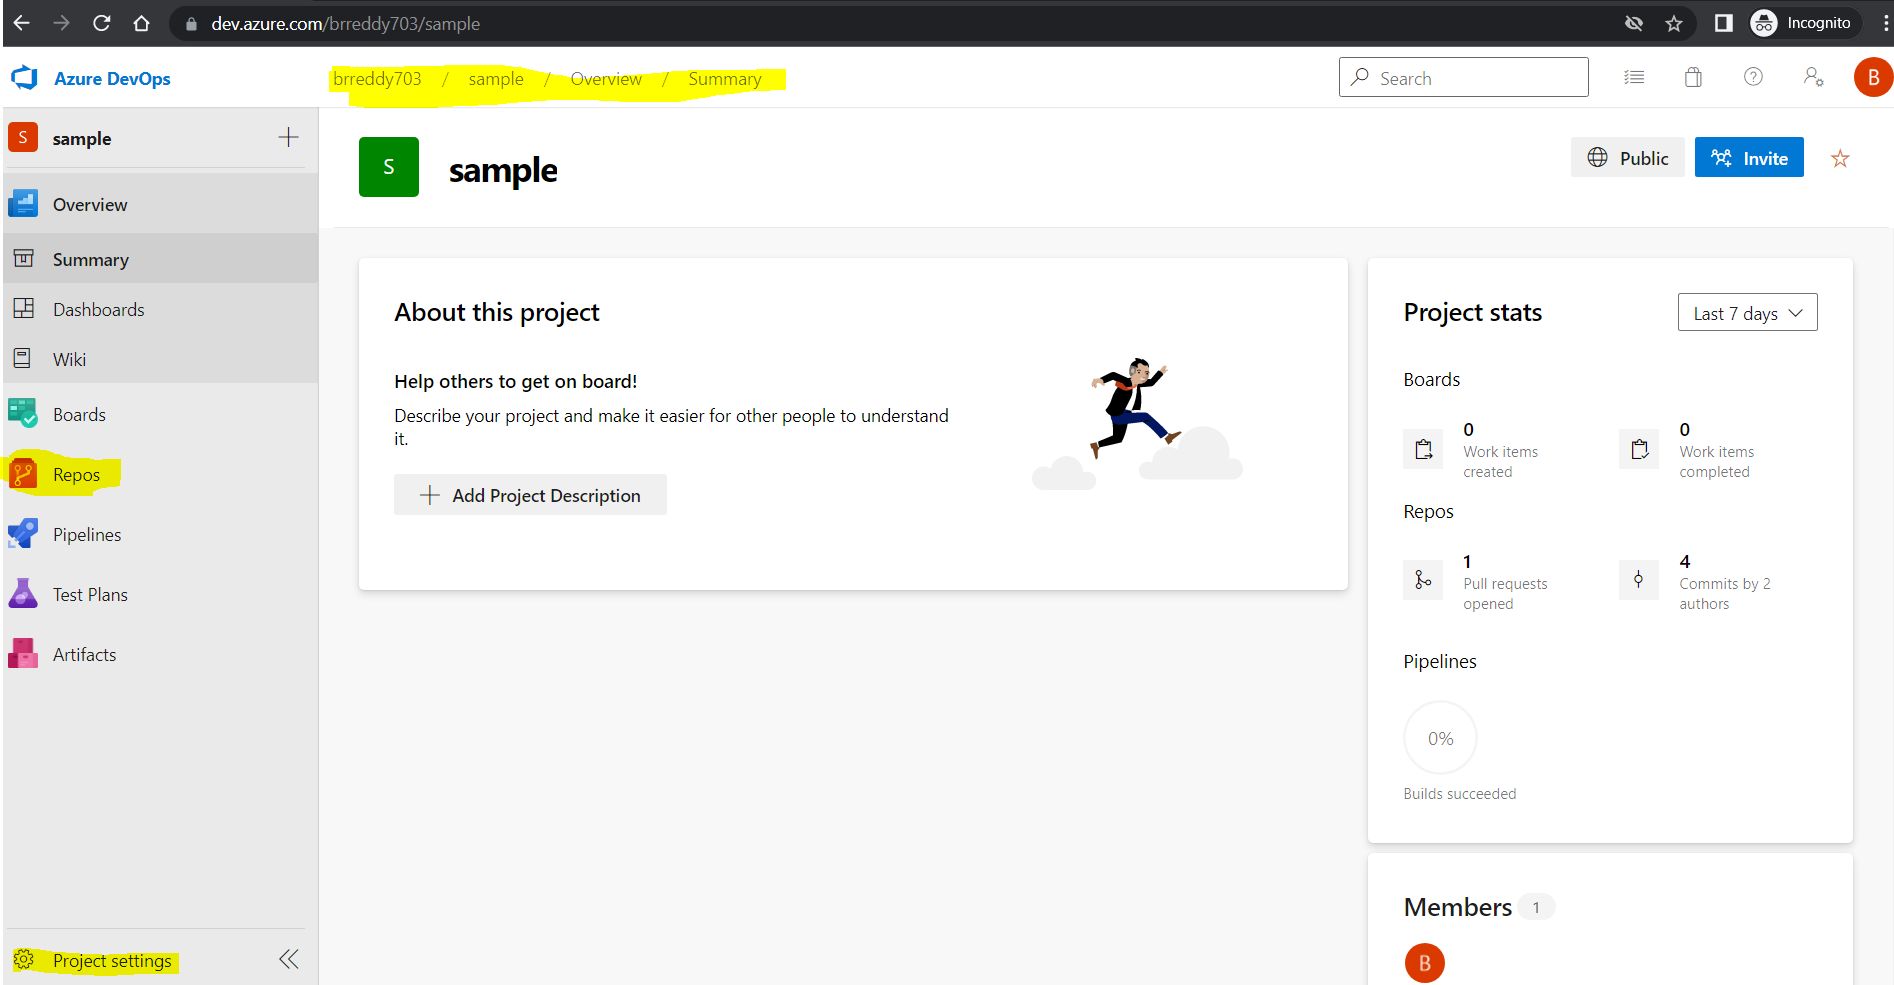 dev.azure.com/brreddy703/sample
Incognito
Azure DevOps
brreddy703 / sample / Overview / Summary
Search
B
S sample
S
sample
Public
Invite
Overview
Summary
Dashboards
Wiki
Boards
Repos
Pipelines
Test Plans
Artifacts
Project settings
About this project
Help others to get on board!
Describe your project and make it easier for other people to understand
it.
Add Project Description
Project stats
Last 7 days
Boards
0
Work items
created
0
Work items
completed
Repos
1
Pull requests
opened
4
Commits by 2
authors
Pipelines
0%
Builds succeeded
Members 1
B